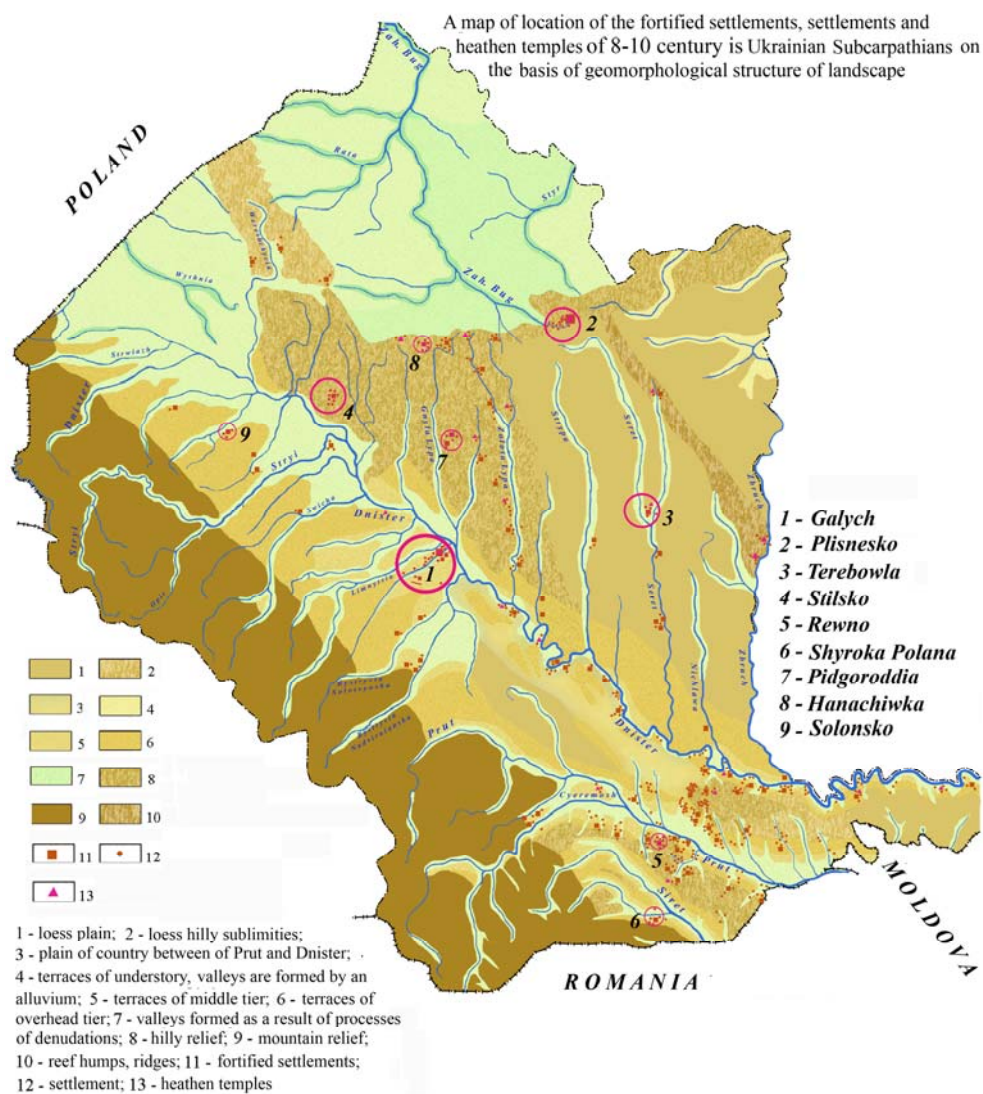 A map of location of the fortified settlements, settlements and
heathen temples of 8-10 century is Ukrainian Subcarpathians on
the basis of geomorphological structure of landscape
POLAND
Zah. Bug
Rata
Styr
Wereshchytsia
Wyshnia
Zah. Bug
2
Strwiazh
8
Dnister
4
9
Gnyla Lypa
7
Zolota Lypa
Strypa
Seret
Zbruch
Stryi
3
Swicha
Dnister
Stryi
Opir
Limnytsia
1
Seret
Nichlawa
Zbruch
Bystrytsia
Solotvynska
Bystrytsia
Nadvirnianska
Prut
Dnister
Cyeremosh
5
Prut
Siret
6
MOLDOVA
ROMANIA
1 - Galych
2 - Plisnesko
3 - Terebowla
4 - Stilsko
5 - Rewno
6 - Shyroka Polana
7 - Pidgoroddia
8 - Hanachiwka
9 - Solonsko
1 2
3 4
5 6
7 8
9 10
11 12
13
1 - loess plain; 2 - loess hilly sublimities;
3 - plain of country between of Prut and Dnister;
4 - terraces of understory, valleys are formed by an
alluvium; 5 - terraces of middle tier; 6 - terraces of
overhead tier; 7 - valleys formed as a result of processes
of denudations; 8 - hilly relief; 9 - mountain relief;
10 - reef humps, ridges; 11 - fortified settlements;
12 - settlement; 13 - heathen temples